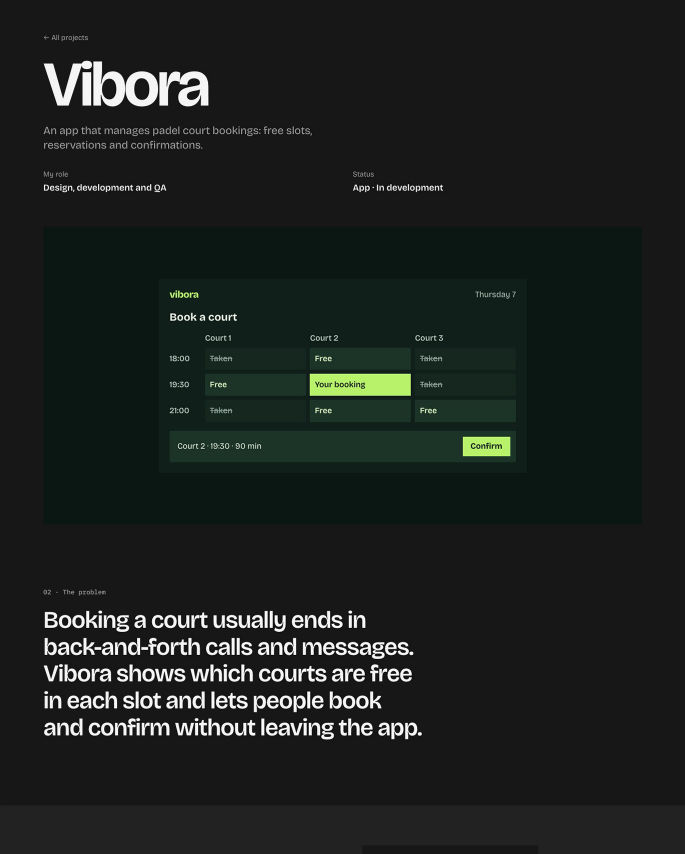 ← All projects
Vibora
An app that manages padel court bookings: free slots,
reservations and confirmations.
My role
Status
Design, development and QA
App · In development
vibora
Thursday 7
Book a court
Court 1
Court 2
Court 3
18:00
Taken
Free
Taken
19:30
Free
Your booking
Taken
21:00
Taken
Free
Free
Court 2 · 19:30 · 90 min
Confirm
02 · The problem
Booking a court usually ends in
back-and-forth calls and messages.
Vibora shows which courts are free
in each slot and lets people book
and confirm without leaving the app.